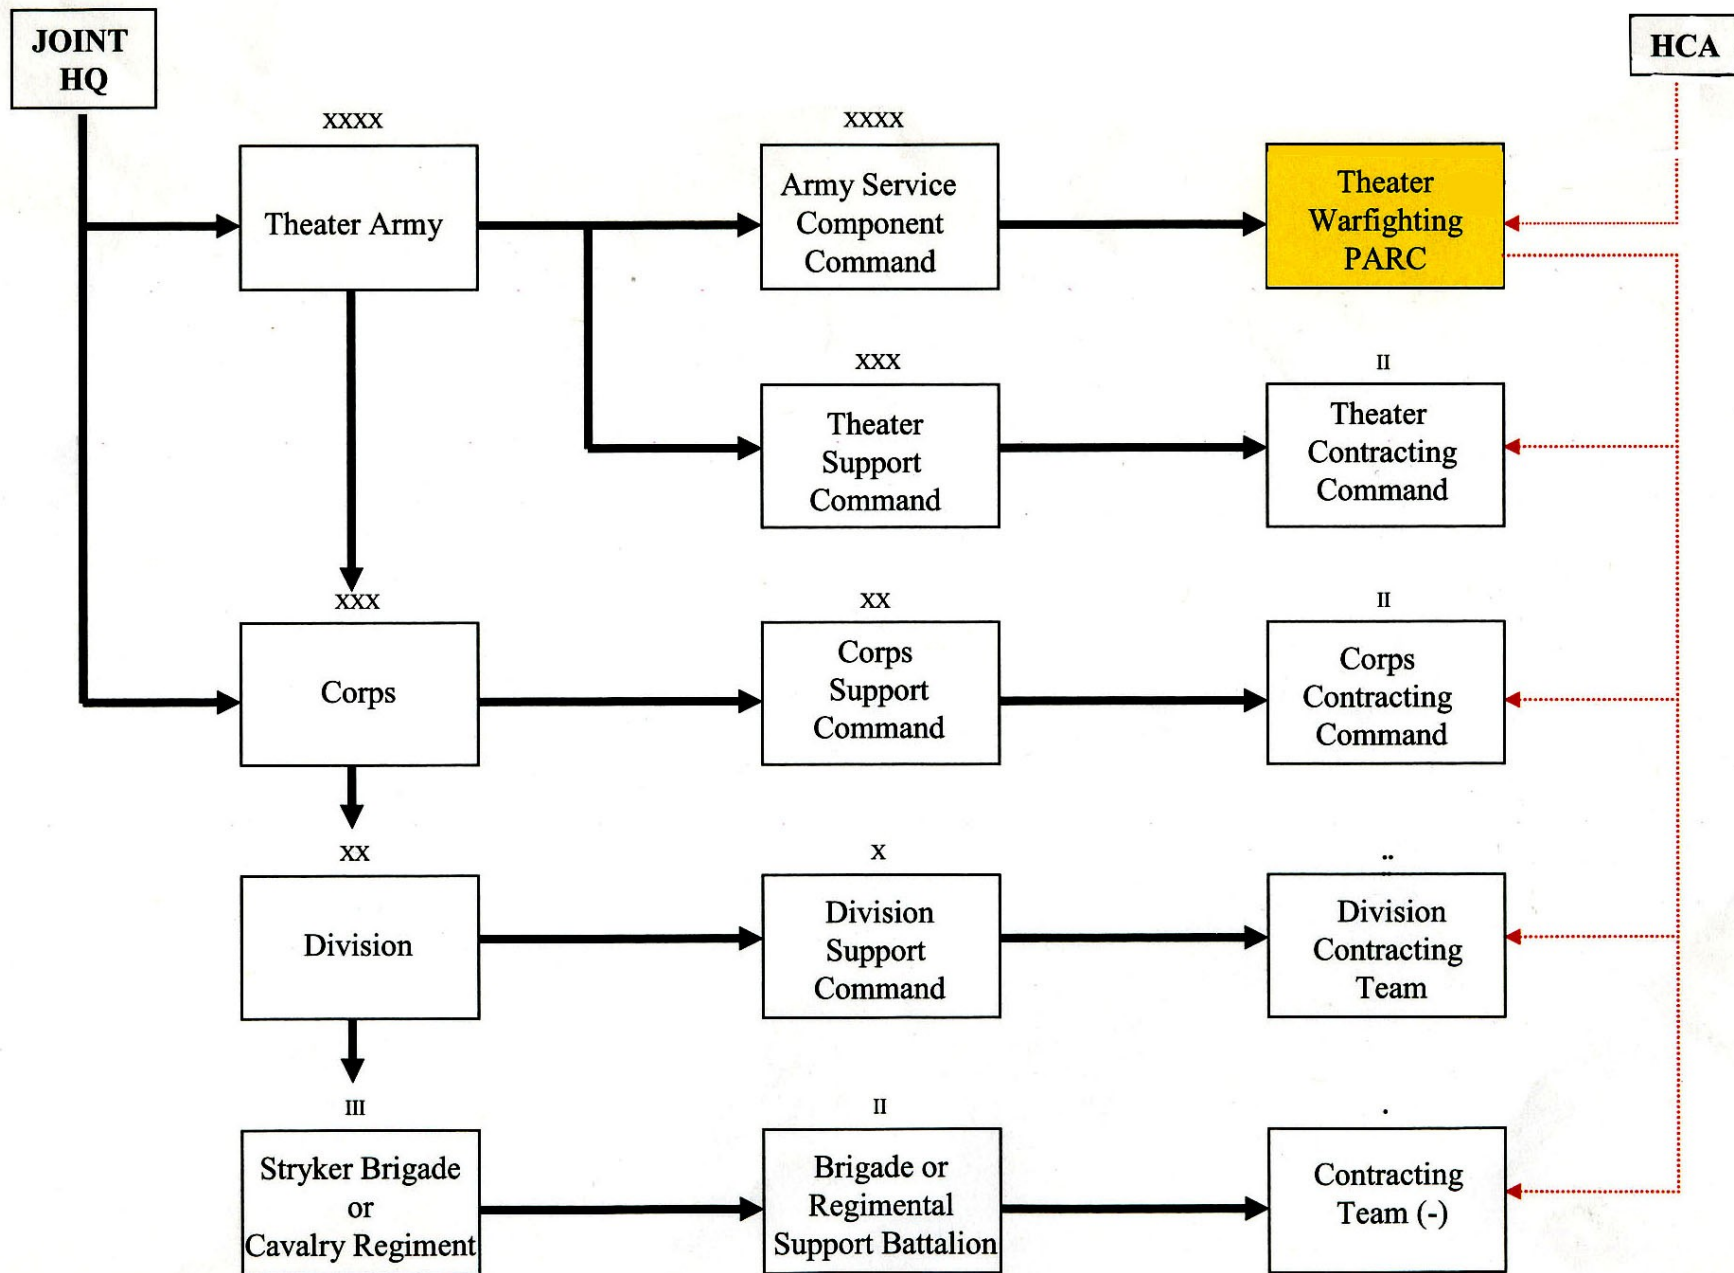 JOINT
HQ
HCA
XXXX
Theater Army
XXXX
Army Service
Component
Command
Theater
Warfighting
PARC
XXX
Theater
Support
Command
II
Theater
Contracting
Command
XXX
Corps
XX
Corps
Support
Command
II
Corps
Contracting
Command
XX
Division
X
Division
Support
Command
Division
Contracting
Team
III
Stryker Brigade
or
Cavalry Regiment
II
Brigade or
Regimental
Support Battalion
.
Contracting
Team (-)